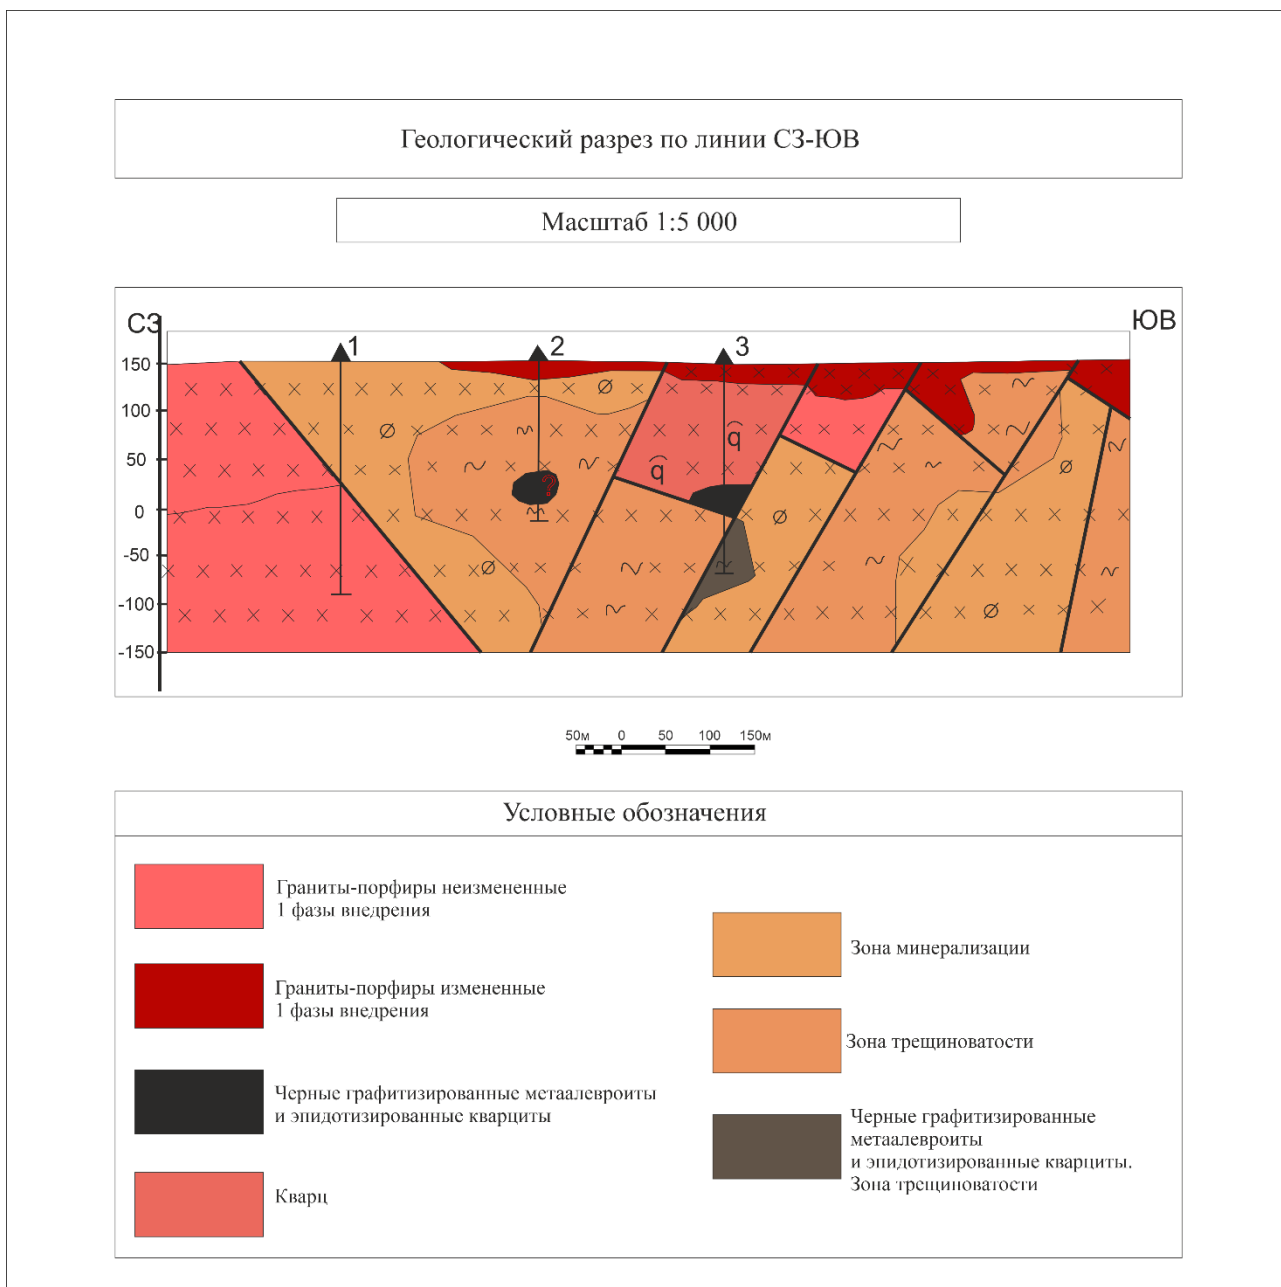 Геологический разрез по линии СЗ-ЮВ
Масштаб 1:5 000
СЗ
ЮВ
1
2
3
150
100
50
0
-50
-100
-150
q
q
?
50м 0 50 100 150м
Условные обозначения
Граниты-порфиры неизмененные
1 фазы внедрения
Граниты-порфиры измененные
1 фазы внедрения
Черные графитизированные метаалевроиты
и эпидотизированные кварциты
Кварц
Зона минерализации
Зона трещиноватости
Черные графитизированные
метаалевроиты
и эпидотизированные кварциты.
Зона трещиноватости